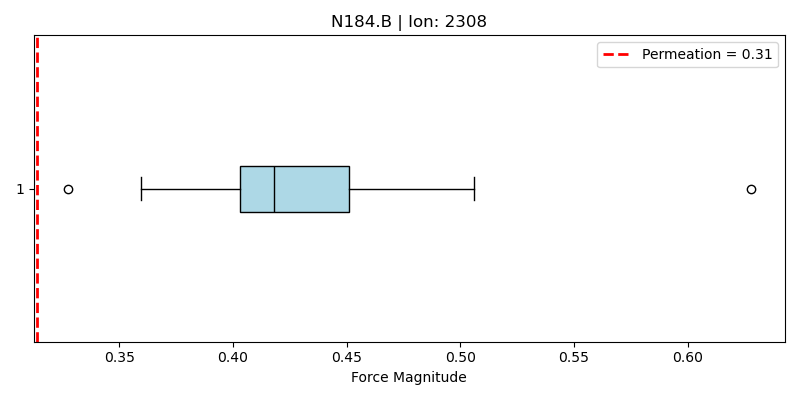 N184.B | Ion: 2308
Permeation = 0.31
1
0.35 0.40 0.45 0.50 0.55 0.60
Force Magnitude